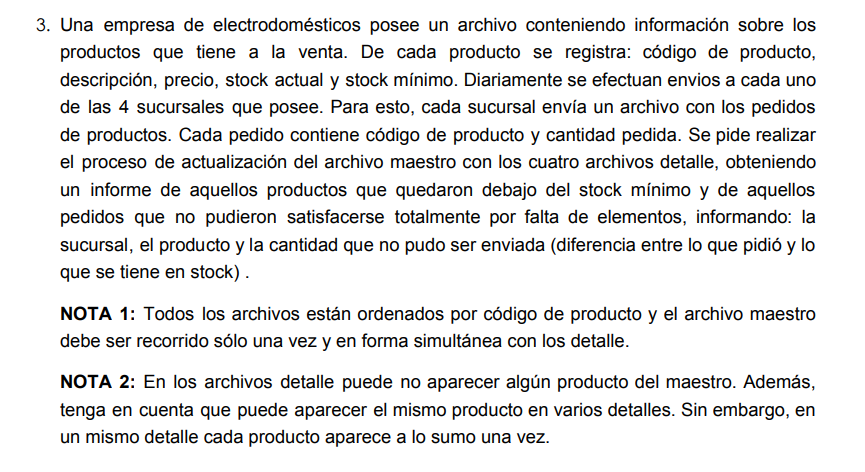 3. Una empresa de electrodomésticos posee un archivo conteniendo información sobre los
productos que tiene a la venta. De cada producto se registra: código de producto,
descripción, precio, stock actual y stock mínimo. Diariamente se efectuan envios a cada uno
de las 4 sucursales que posee. Para esto, cada sucursal envía un archivo con los pedidos
de productos. Cada pedido contiene código de producto y cantidad pedida. Se pide realizar
el proceso de actualización del archivo maestro con los cuatro archivos detalle, obteniendo
un informe de aquellos productos que quedaron debajo del stock mínimo y de aquellos
pedidos que no pudieron satisfacerse totalmente por falta de elementos, informando: la
sucursal, el producto y la cantidad que no pudo ser enviada (diferencia entre lo que pidió y lo
que se tiene en stock) .
NOTA 1: Todos los archivos están ordenados por código de producto y el archivo maestro
debe ser recorrido sólo una vez y en forma simultánea con los detalle.
NOTA 2: En los archivos detalle puede no aparecer algún producto del maestro. Además,
tenga en cuenta que puede aparecer el mismo producto en varios detalles. Sin embargo, en
un mismo detalle cada producto aparece a lo sumo una vez.